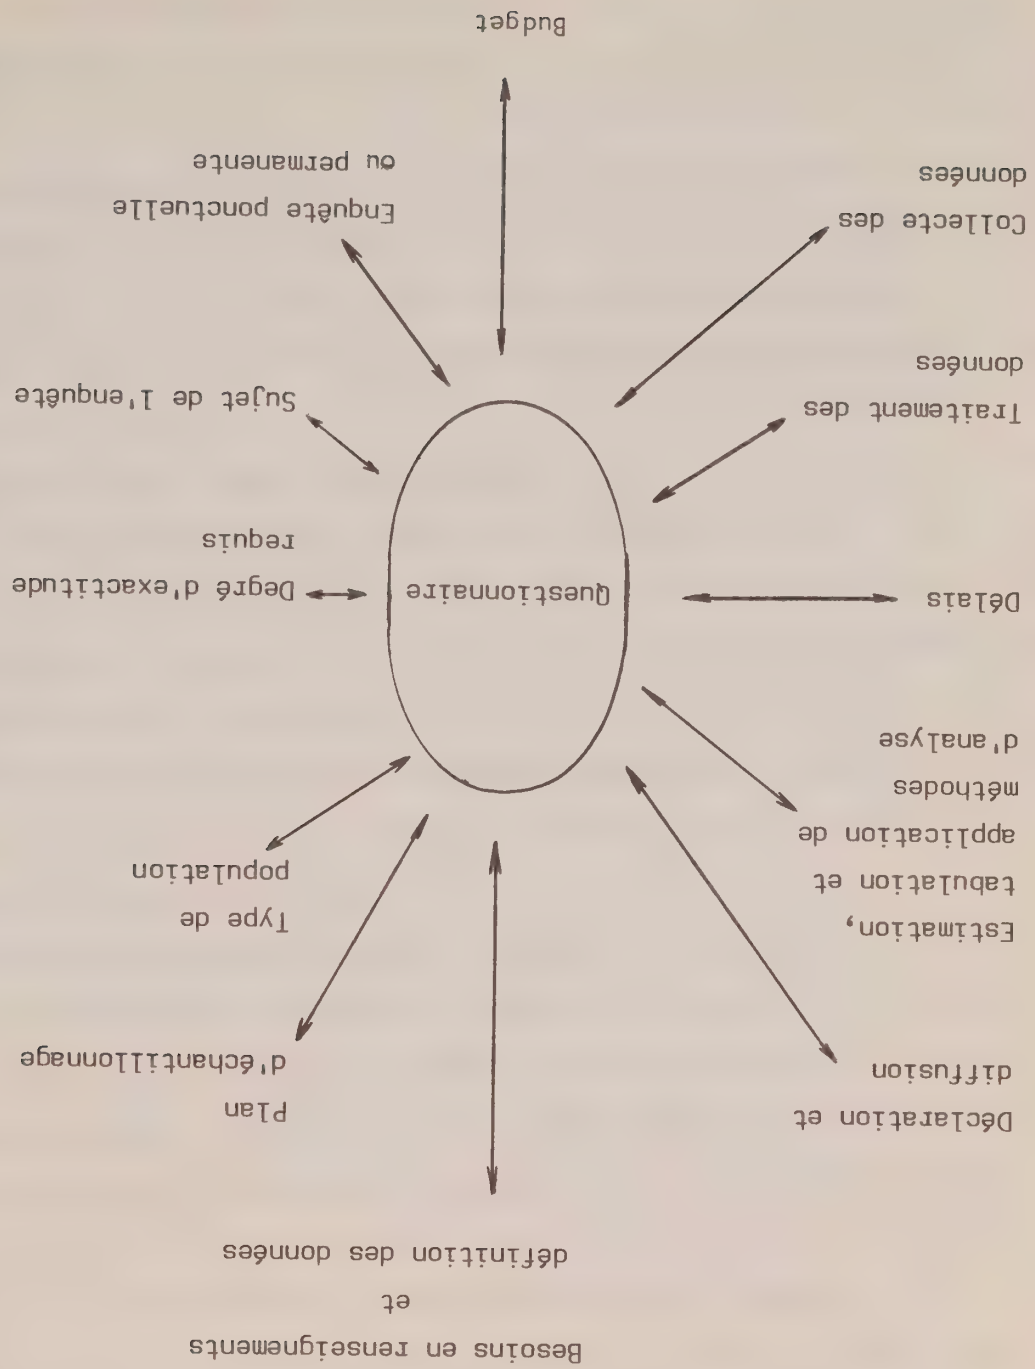 Besoins en renseignements
et
définition des données
Déclaration et
diffusion
Plan
d'échantillonnage
Estimation,
tabulation et
application de
méthodes
d'analyse
Type de
population
Délais
Questionnaire
Degré d'exactitude
requis
Traitement des
données
Sujet de l'enquête
Collecte des
données
Enquête ponctuelle
ou permanente
Budget